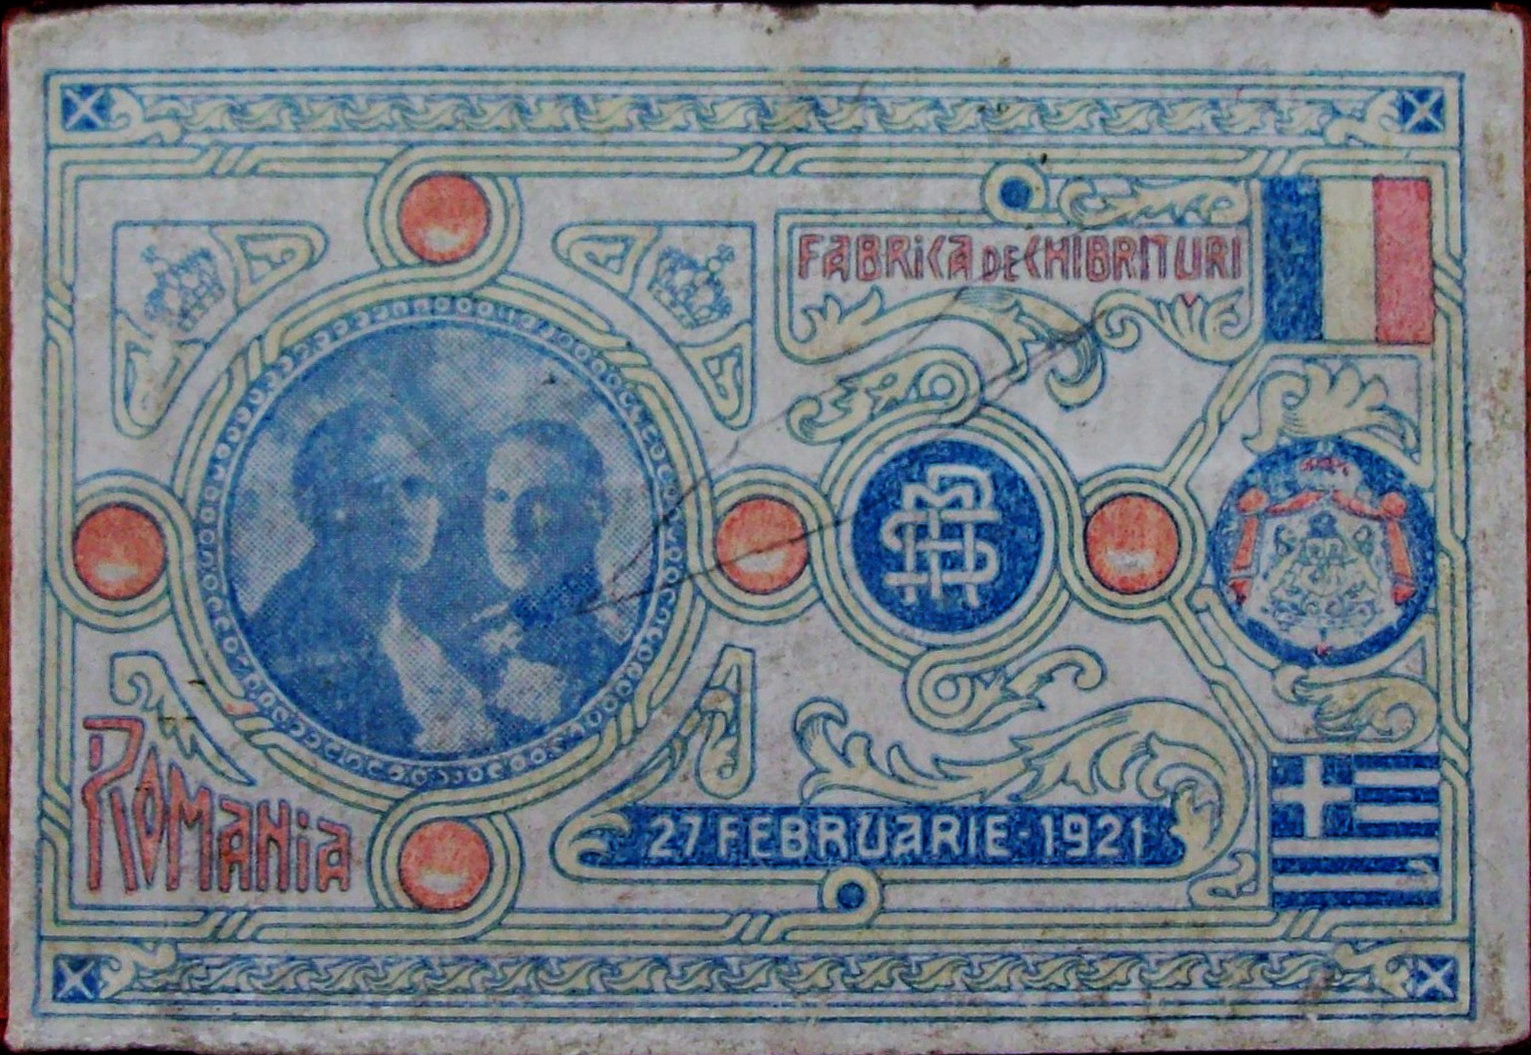 FABRICA DE CHIBRITURI
ROMANIA
27 FEBRUARIE-1921